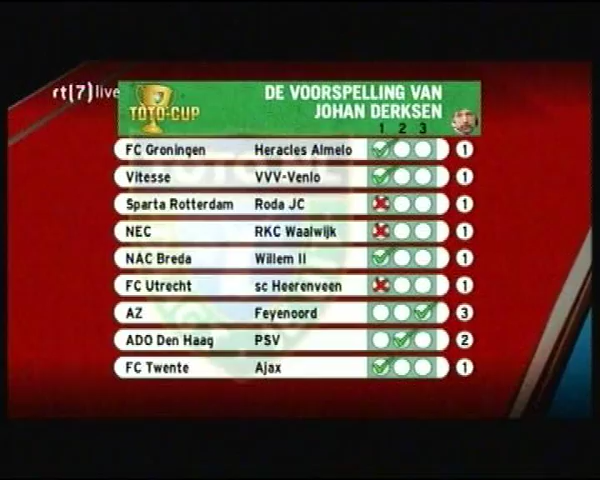 rtl(7)live
TOTO-CUP
DE VOORSPELLING VAN
JOHAN DERKSEN
1 2 3
FC Groningen Heracles Almelo 1
Vitesse VVV-Venlo 1
Sparta Rotterdam Roda JC 1
NEC RKC Waalwijk 1
NAC Breda Willem II 1
FC Utrecht sc Heerenveen 1
AZ Feyenoord 3
ADO Den Haag PSV 2
FC Twente Ajax 1